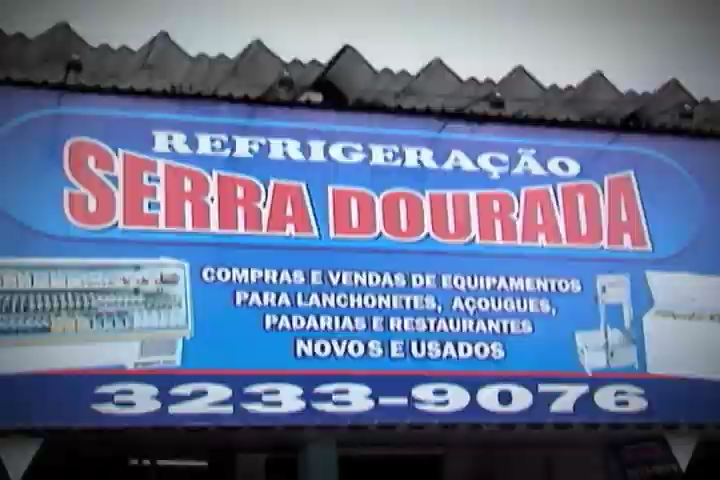 REFRIGERAÇÃO
SERRA DOURADA
COMPRAS E VENDAS DE EQUIPAMENTOS
PARA LANCHONETES, AÇOUGUES,
PADARIAS E RESTAURANTES
NOVOS E USADOS
3233-9076